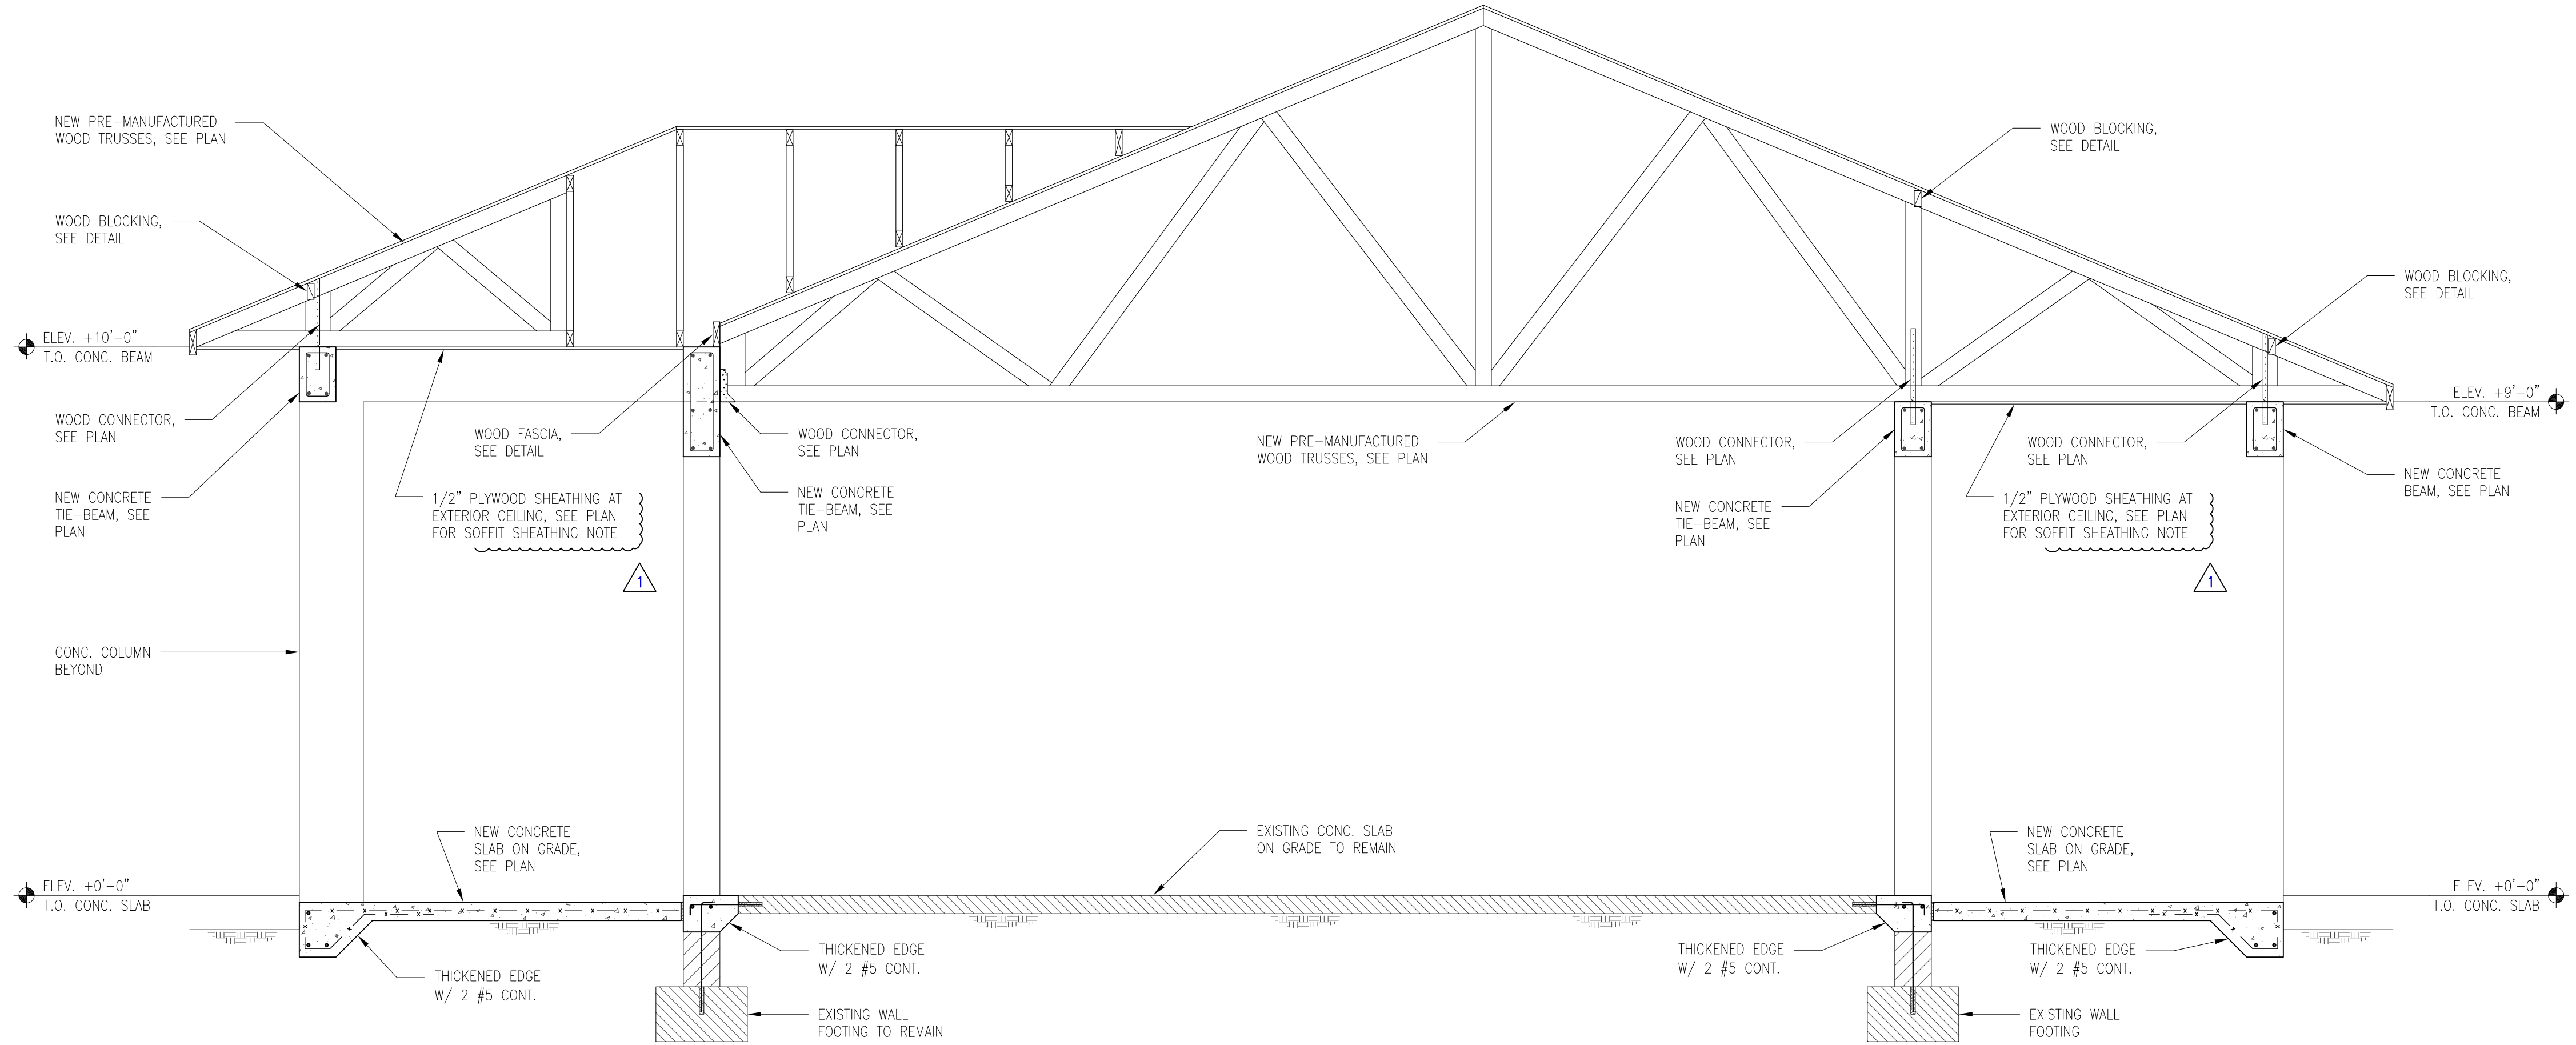 NEW PRE-MANUFACTURED
WOOD TRUSSES, SEE PLAN
WOOD BLOCKING,
SEE DETAIL
WOOD BLOCKING,
SEE DETAIL
WOOD BLOCKING,
SEE DETAIL
ELEV. +10'-0"
T.O. CONC. BEAM
ELEV. +9'-0"
T.O. CONC. BEAM
WOOD CONNECTOR,
SEE PLAN
WOOD FASCIA,
SEE DETAIL
WOOD CONNECTOR,
SEE PLAN
NEW PRE-MANUFACTURED
WOOD TRUSSES, SEE PLAN
WOOD CONNECTOR,
SEE PLAN
WOOD CONNECTOR,
SEE PLAN
NEW CONCRETE
BEAM, SEE PLAN
NEW CONCRETE
TIE-BEAM, SEE
PLAN
1/2" PLYWOOD SHEATHING AT
EXTERIOR CEILING, SEE PLAN
FOR SOFFIT SHEATHING NOTE
1
NEW CONCRETE
TIE-BEAM, SEE
PLAN
NEW CONCRETE
TIE-BEAM, SEE
PLAN
1/2" PLYWOOD SHEATHING AT
EXTERIOR CEILING, SEE PLAN
FOR SOFFIT SHEATHING NOTE
1
CONC. COLUMN
BEYOND
NEW CONCRETE
SLAB ON GRADE,
SEE PLAN
EXISTING CONC. SLAB
ON GRADE TO REMAIN
NEW CONCRETE
SLAB ON GRADE,
SEE PLAN
ELEV. +0'-0"
T.O. CONC. SLAB
ELEV. +0'-0"
T.O. CONC. SLAB
THICKENED EDGE
W/ 2 #5 CONT.
THICKENED EDGE
W/ 2 #5 CONT.
THICKENED EDGE
W/ 2 #5 CONT.
THICKENED EDGE
W/ 2 #5 CONT.
EXISTING WALL
FOOTING TO REMAIN
EXISTING WALL
FOOTING